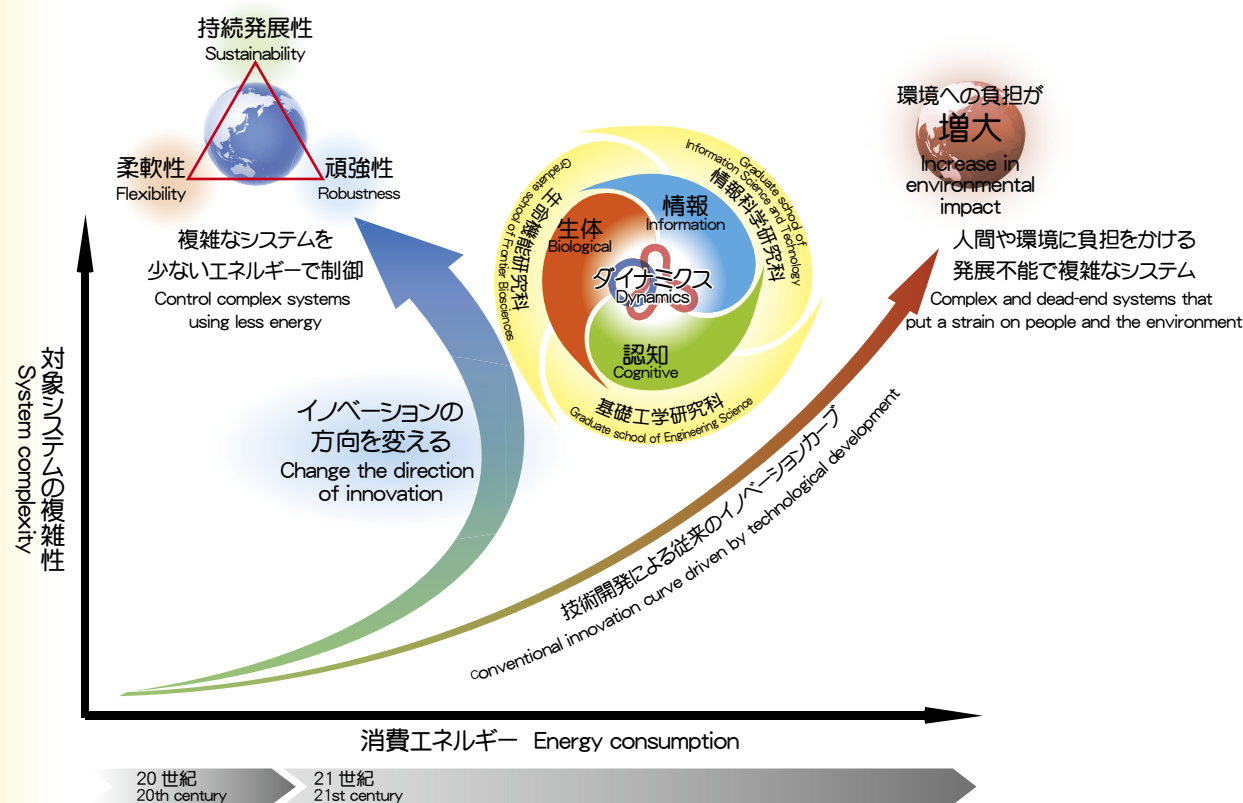 持続発展性
Sustainability
柔軟性
Flexibility
頑強性
Robustness
複雑なシステムを
少ないエネルギーで制御
Control complex systems
using less energy
環境への負担が
増大
Increase in
environmental
impact
人間や環境に負担をかける
発展不能で複雑なシステム
Complex and dead-end systems that
put a strain on people and the environment
生命機能研究科
Graduate school of Frontier Biosciences
Graduate school of
Information Science and Technology
情報科学研究科
情報
Information
生体
Biological
ダイナミクス
Dynamics
認知
Cognitive
基礎工学研究科
Graduate school of Engineering Science
イノベーションの
方向を変える
Change the direction
of innovation
技術開発による従来のイノベーションカーブ
Conventional innovation curve driven by technological development
対象システムの複雑性
System complexity
消費エネルギー Energy consumption
20 世紀
20th century
21 世紀
21st century